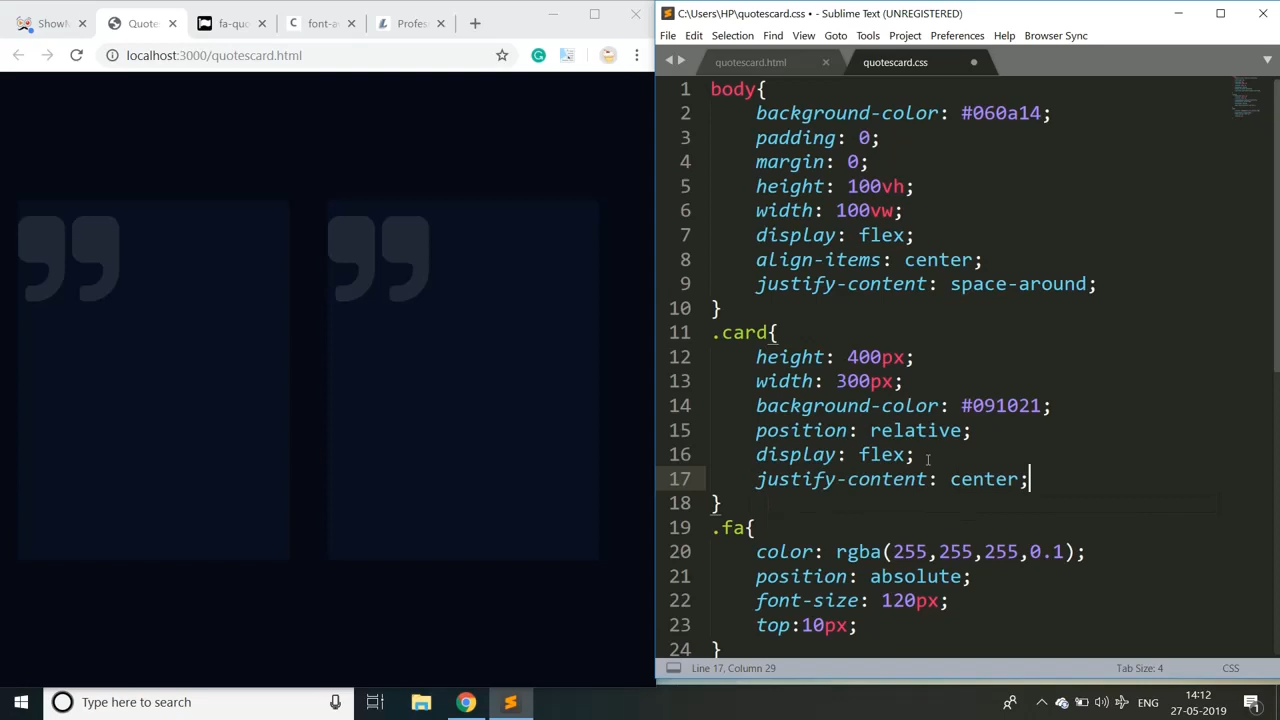 ShowM
Quote
fa-quo
font-av
Profes
localhost:3000/quotescard.html
C:\Users\HP\quotescard.css • - Sublime Text (UNREGISTERED)
File Edit Selection Find View Goto Tools Project Preferences Help Browser Sync
quotescard.html
quotescard.css
1 body{
2 background-color: #060a14;
3 padding: 0;
4 margin: 0;
5 height: 100vh;
6 width: 100vw;
7 display: flex;
8 align-items: center;
9 justify-content: space-around;
10 }
11 .card{
12 height: 400px;
13 width: 300px;
14 background-color: #091021;
15 position: relative;
16 display: flex;
17 justify-content: center;
18 }
19 .fa{
20 color: rgba(255,255,255,0.1);
21 position: absolute;
22 font-size: 120px;
23 top:10px;
24 }
Line 17, Column 29
Tab Size: 4
CSS
Type here to search
ENG
14:12
27-05-2019